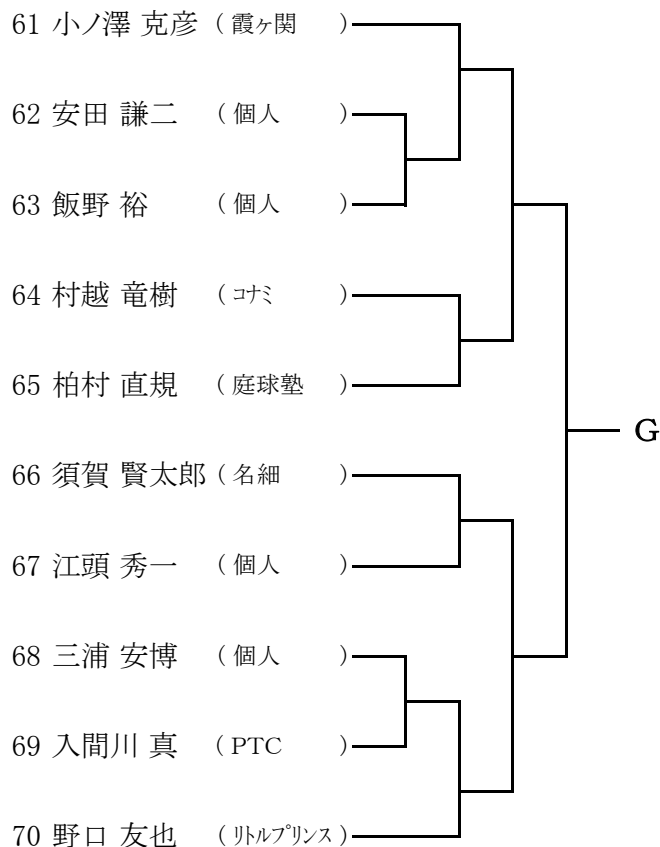 61 小ノ澤 克彦 ( 霞ヶ関 )
62 安田 謙二 ( 個人 )
63 飯野 裕 ( 個人 )
64 村越 竜樹 ( ｺﾅﾐ )
65 柏村 直規 ( 庭球塾 )
G
66 須賀 賢太郎 ( 名細 )
67 江頭 秀一 ( 個人 )
68 三浦 安博 ( 個人 )
69 入間川 真 ( PTC )
70 野口 友也 ( ﾘﾄﾙﾌﾟﾘﾝｽ )